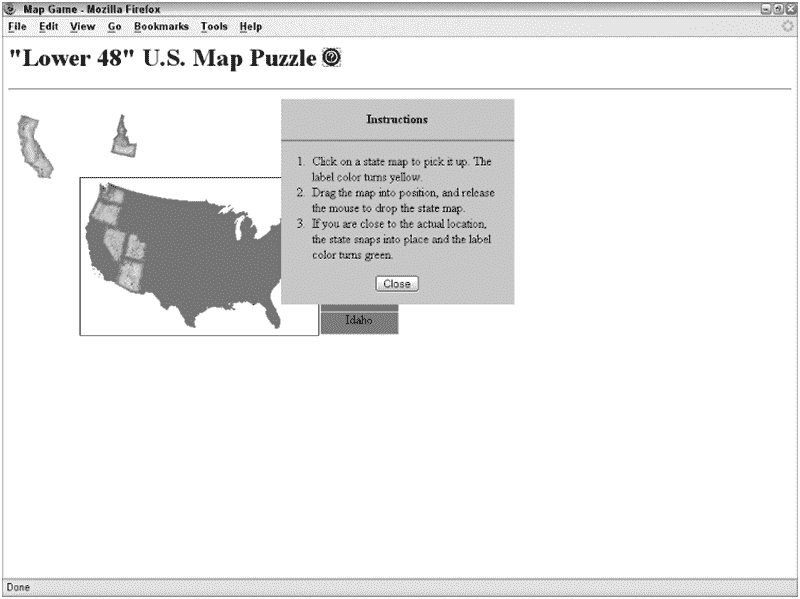 Map Game - Mozilla Firefox
File Edit View Go Bookmarks Tools Help
"Lower 48" U.S. Map Puzzle
Instructions
1. Click on a state map to pick it up. The
label color turns yellow.
2. Drag the map into position, and release
the mouse to drop the state map.
3. If you are close to the actual location,
the state snaps into place and the label
color turns green.
Close
Idaho
Done